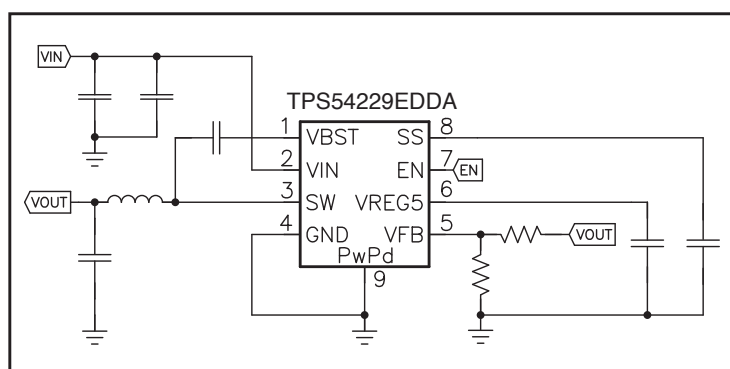 VIN
TPS54229EDDA
1 VBST SS 8
2 VIN EN 7 EN
3 SW VREG5 6
VOUT
4 GND VFB 5 VOUT
PwPd
9